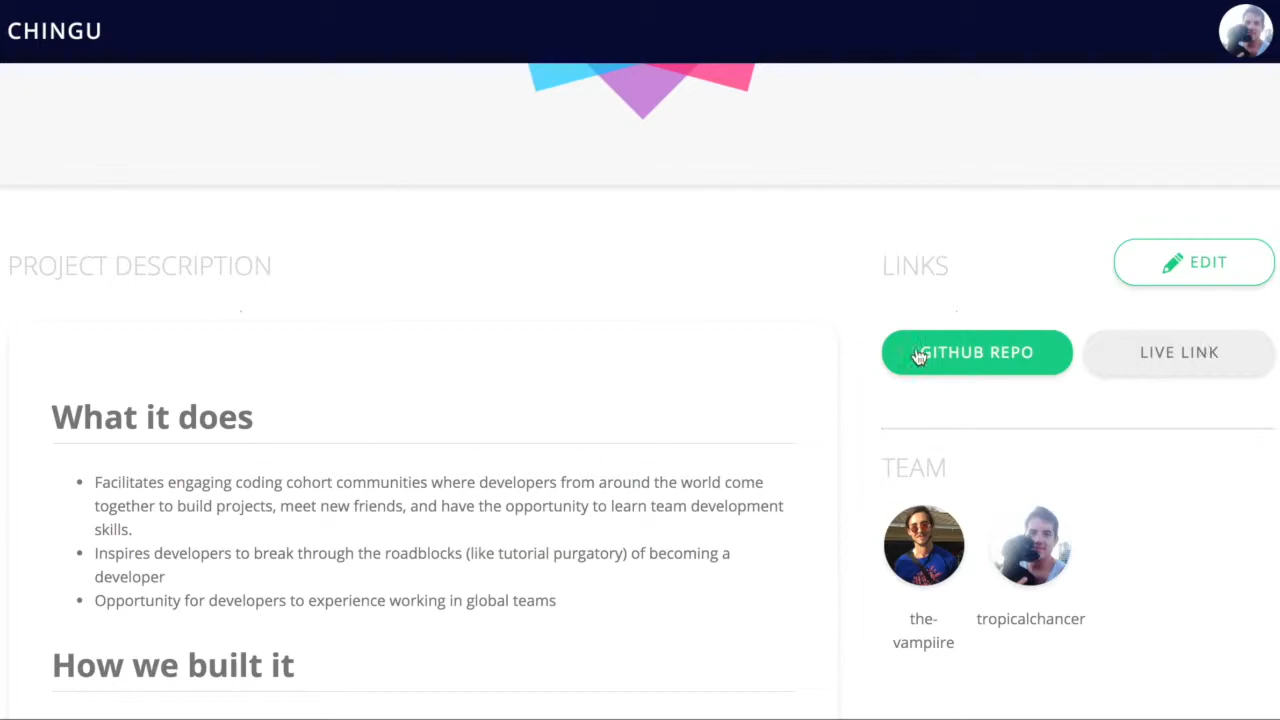 CHINGU
PROJECT DESCRIPTION
LINKS
EDIT
GITHUB REPO
LIVE LINK
What it does
Facilitates engaging coding cohort communities where developers from around the world come
together to build projects, meet new friends, and have the opportunity to learn team development
skills.
Inspires developers to break through the roadblocks (like tutorial purgatory) of becoming a
developer
Opportunity for developers to experience working in global teams
How we built it
TEAM
the-
vampiire
tropicalchancer